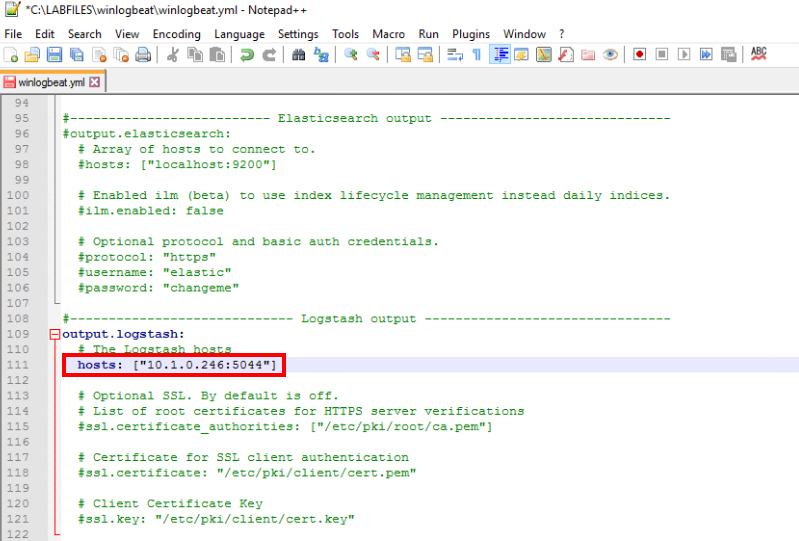 *C:\LABFILES\winlogbeat\winlogbeat.yml - Notepad++
File Edit Search View Encoding Language Settings Tools Macro Run Plugins Window ?
ABC
winlogbeat.yml
94
95 #-------------------------- Elasticsearch output ------------------------------
96 #output.elasticsearch:
97 # Array of hosts to connect to.
98 #hosts: ["localhost:9200"]
99
100 # Enabled ilm (beta) to use index lifecycle management instead daily indices.
101 #ilm.enabled: false
102
103 # Optional protocol and basic auth credentials.
104 #protocol: "https"
105 #username: "elastic"
106 #password: "changeme"
107
108 #----------------------------- Logstash output --------------------------------
109 output.logstash:
110 # The Logstash hosts
111 hosts: ["10.1.0.246:5044"]
112
113 # Optional SSL. By default is off.
114 # List of root certificates for HTTPS server verifications
115 #ssl.certificate_authorities: ["/etc/pki/root/ca.pem"]
116
117 # Certificate for SSL client authentication
118 #ssl.certificate: "/etc/pki/client/cert.pem"
119
120 # Client Certificate Key
121 #ssl.key: "/etc/pki/client/cert.key"
122